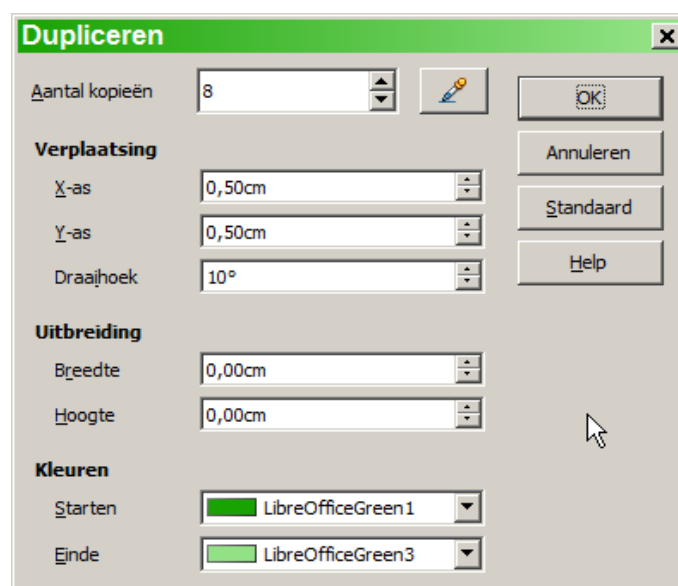 Dupliceren
Aantal kopieën 8 OK
Verplaatsing Annuleren
X-as 0,50cm Standaard
Y-as 0,50cm
Draaihoek 10° Help
Uitbreiding
Breedte 0,00cm
Hoogte 0,00cm
Kleuren
Starten LibreOfficeGreen1
Einde LibreOfficeGreen3